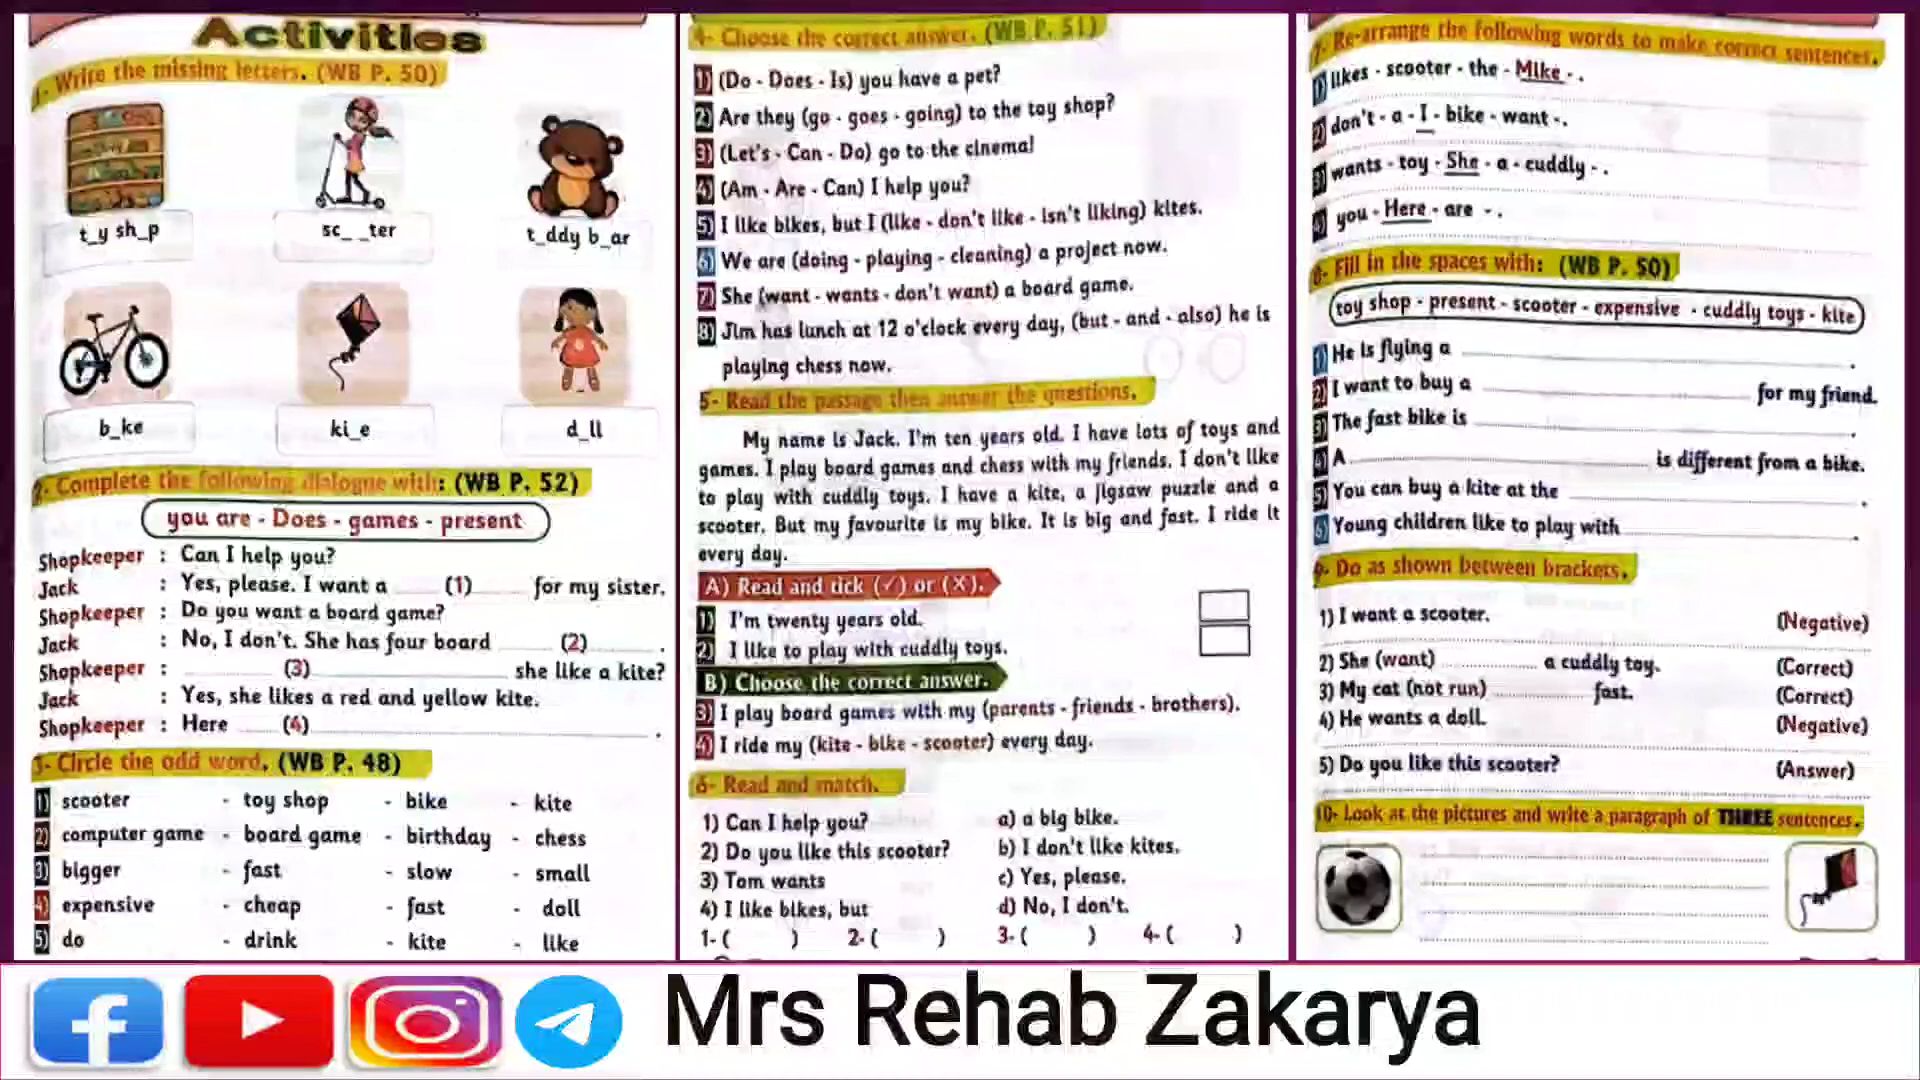 Activities
1- Write the missing letters. (WB P. 50)
t_y sh_p
sc_ _ter
t_ddy b_ar
b_ke
ki_e
d_ll
2- Complete the following dialogue with: (WB P. 52)
you are - Does - games - present
Shopkeeper : Can I help you?
Jack : Yes, please. I want a ____ (1) ____ for my sister.
Shopkeeper : Do you want a board game?
Jack : No, I don't. She has four board ____ (2) ____ .
Shopkeeper : ____ (3) ____ she like a kite?
Jack : Yes, she likes a red and yellow kite.
Shopkeeper : Here ____ (4) ____ .
3- Circle the odd word. (WB P. 48)
1) scooter - toy shop - bike - kite
2) computer game - board game - birthday - chess
3) bigger - fast - slow - small
4) expensive - cheap - fast - doll
5) do - drink - kite - like
4- Choose the correct answer. (WB P. 51)
1) (Do - Does - Is) you have a pet?
2) Are they (go - goes - going) to the toy shop?
3) (Let's - Can - Do) go to the cinema!
4) (Am - Are - Can) I help you?
5) I like bikes, but I (like - don't like - isn't liking) kites.
6) We are (doing - playing - cleaning) a project now.
7) She (want - wants - don't want) a board game.
8) Jim has lunch at 12 o'clock every day, (but - and - also) he is
playing chess now.
5- Read the passage then answer the questions.
My name is Jack. I'm ten years old. I have lots of toys and
games. I play board games and chess with my friends. I don't like
to play with cuddly toys. I have a kite, a jigsaw puzzle and a
scooter. But my favourite is my bike. It is big and fast. I ride it
every day.
A) Read and tick (✓) or (X).
1) I'm twenty years old.
2) I like to play with cuddly toys.
B) Choose the correct answer.
3) I play board games with my (parents - friends - brothers).
4) I ride my (kite - bike - scooter) every day.
6- Read and match.
1) Can I help you? a) a big bike.
2) Do you like this scooter? b) I don't like kites.
3) Tom wants c) Yes, please.
4) I like bikes, but d) No, I don't.
1- ( ) 2- ( ) 3- ( ) 4- ( )
7- Re-arrange the following words to make correct sentences.
1) likes - scooter - the - Mike - .
2) don't - a - I - bike - want - .
3) wants - toy - She - a - cuddly - .
4) you - Here - are - .
8- Fill in the spaces with: (WB P. 50)
toy shop - present - scooter - expensive - cuddly toys - kite
1) He is flying a ____ .
2) I want to buy a ____ for my friend.
3) The fast bike is ____ .
4) A ____ is different from a bike.
5) You can buy a kite at the ____ .
6) Young children like to play with ____ .
9- Do as shown between brackets.
1) I want a scooter. (Negative)
2) She (want) ............ a cuddly toy. (Correct)
3) My cat (not run) ............ fast. (Correct)
4) He wants a doll. (Negative)
5) Do you like this scooter? (Answer)
10- Look at the pictures and write a paragraph of THREE sentences.
Mrs Rehab Zakarya